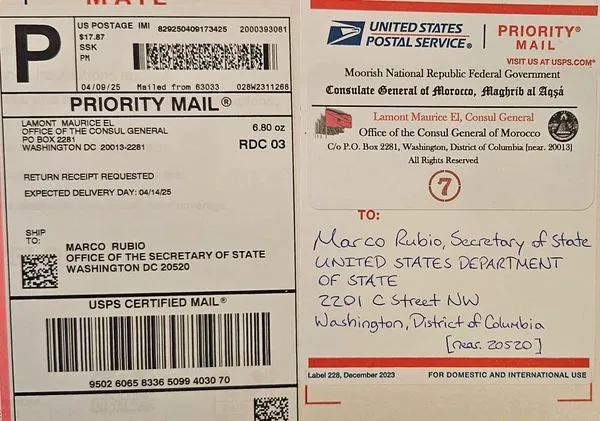 MAIL
P
US POSTAGE IMI
$17.87
SSK
PM
8292504091734252000393061
04/09/25
Mailed from 63033
028W2311268
PRIORITY MAIL®
LAMONT MAURICE EL
OFFICE OF THE CONSUL GENERAL
PO BOX 2281
WASHINGTON DC 20013-2281
6.80 oz
RDC 03
RETURN RECEIPT REQUESTED
EXPECTED DELIVERY DAY: 04/14/25
SHIP
TO:
MARCO RUBIO
OFFICE OF THE SECRETARY OF STATE
WASHINGTON DC 20520
USPS CERTIFIED MAIL®
9502 6065 8336 5099 4030 70
UNITED STATES
POSTAL SERVICE®
PRIORITY®
MAIL
VISIT US AT USPS.COM®
Moorish National Republic Federal Government
Consulate General of Morocco, Maghrib al Aqsá
Lamont Maurice El, Consul General
Office of the Consul General of Morocco
C/o P.O. Box 2281, Washington, District of Columbia [near. 20013]
All Rights Reserved
7
TO:
Marco Rubio, Secretary of State
UNITED STATES DEPARTMENT
OF STATE
2201 C Street NW
Washington, District of Columbia
[near. 20520]
Label 228, December 2023
FOR DOMESTIC AND INTERNATIONAL USE